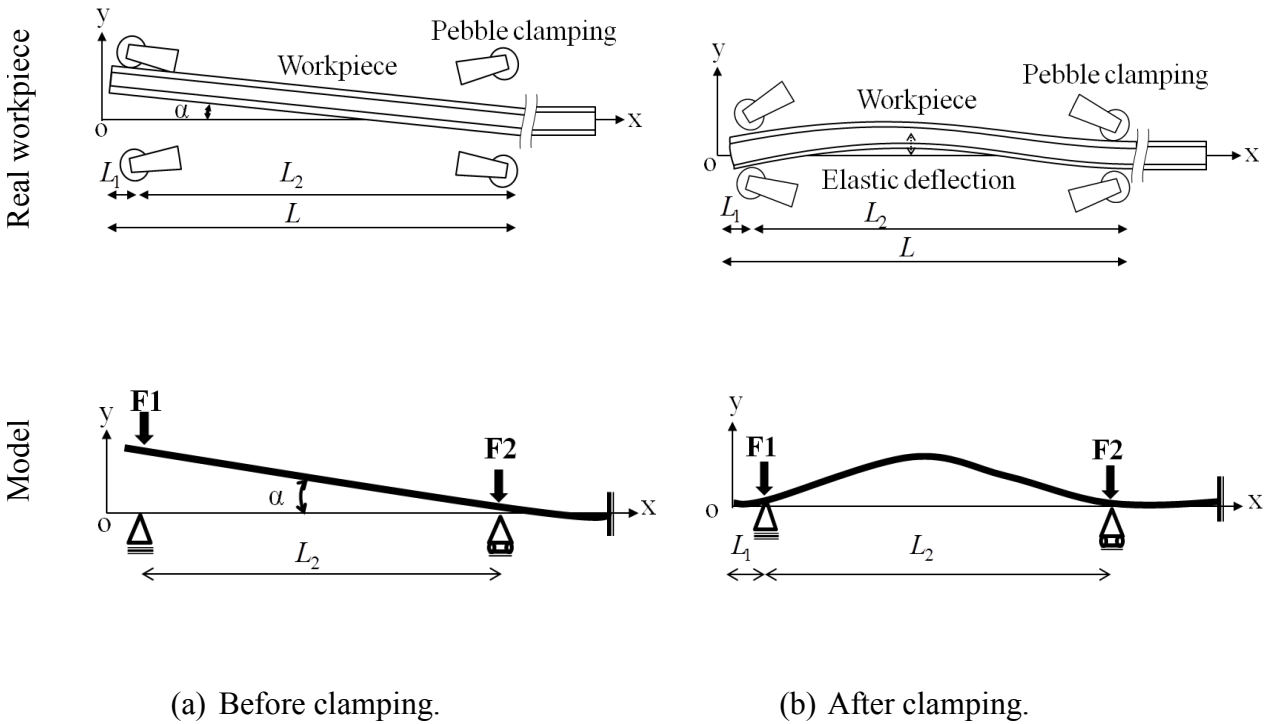 Real workpiece
y
Pebble clamping
Workpiece
α
o
x
L1
L2
L
y
Pebble clamping
Workpiece
o
x
Elastic deflection
L1
L2
L
Model
y
F1
F2
α
o
x
L2
y
F1
F2
o
x
L1
L2
(a) Before clamping.
(b) After clamping.